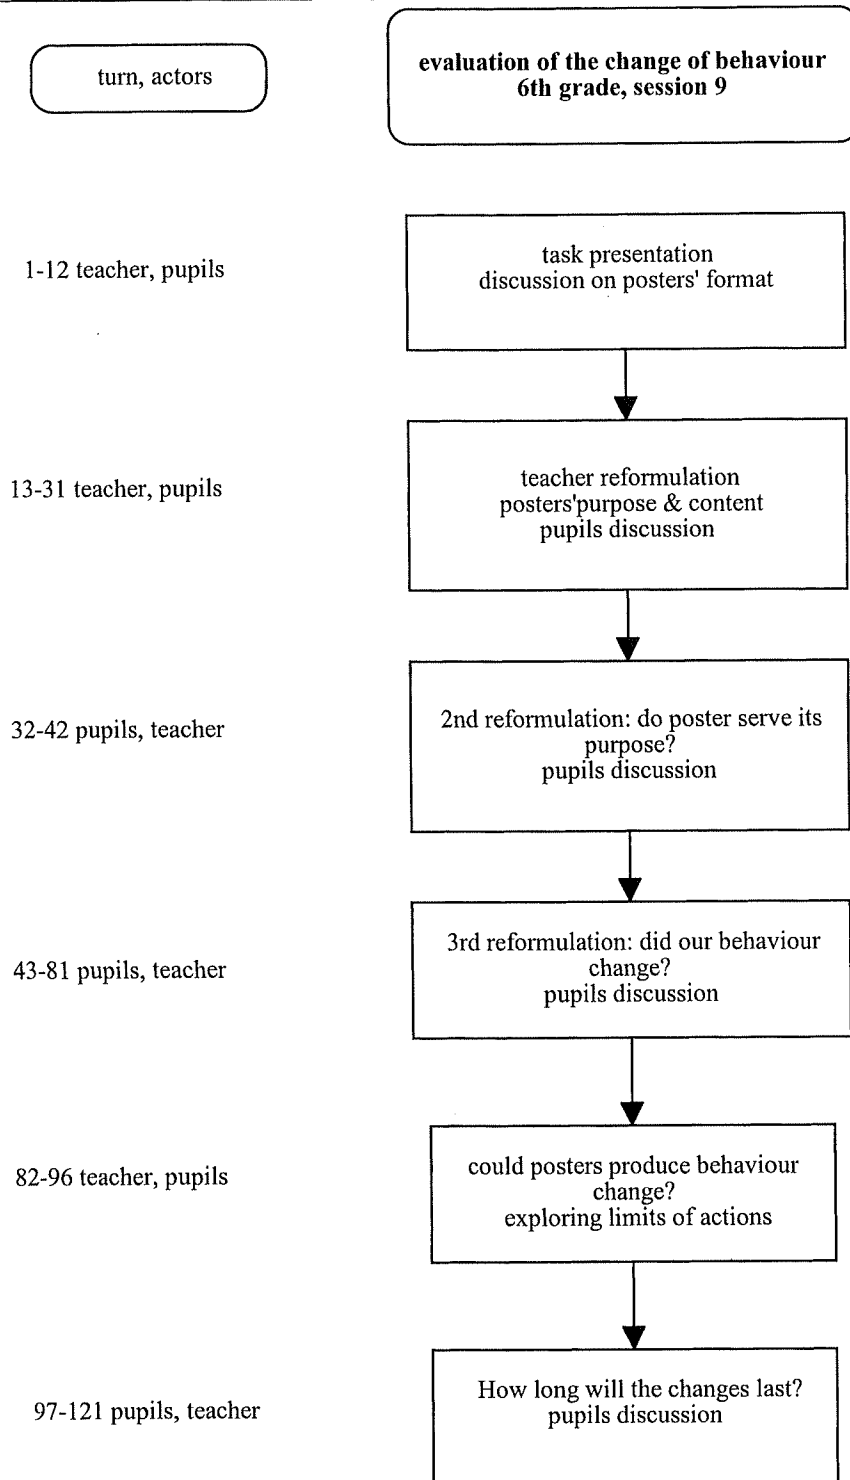 turn, actors
evaluation of the change of behaviour
6th grade, session 9
1-12 teacher, pupils
task presentation
discussion on posters' format
13-31 teacher, pupils
teacher reformulation
posters'purpose & content
pupils discussion
32-42 pupils, teacher
2nd reformulation: do poster serve its
purpose?
pupils discussion
43-81 pupils, teacher
3rd reformulation: did our behaviour
change?
pupils discussion
82-96 teacher, pupils
could posters produce behaviour
change?
exploring limits of actions
97-121 pupils, teacher
How long will the changes last?
pupils discussion